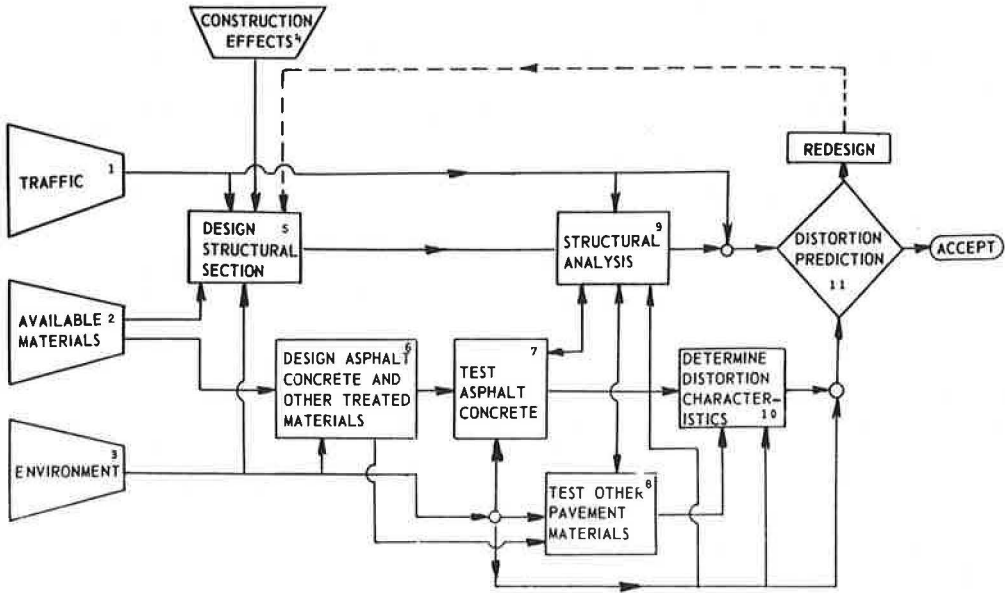 CONSTRUCTION
EFFECTS 4
TRAFFIC 1
REDESIGN
DESIGN 5
STRUCTURAL
SECTION
STRUCTURAL 9
ANALYSIS
DISTORTION
PREDICTION
11
ACCEPT
AVAILABLE 2
MATERIALS
DESIGN ASPHALT 6
CONCRETE AND
OTHER TREATED
MATERIALS
7
TEST
ASPHALT
CONCRETE
DETERMINE
DISTORTION
CHARACTER-
ISTICS 10
ENVIRONMENT 3
TEST OTHER 8
PAVEMENT
MATERIALS